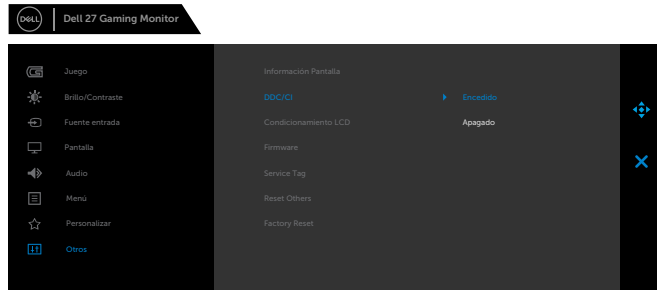 DELL Dell 27 Gaming Monitor
Juego
Brillo/Contraste
Fuente entrada
Pantalla
Audio
Menú
Personalizar
Otros
Información Pantalla
DDC/CI
Condicionamiento LCD
Firmware
Service Tag
Reset Others
Factory Reset
Encedido
Apagado